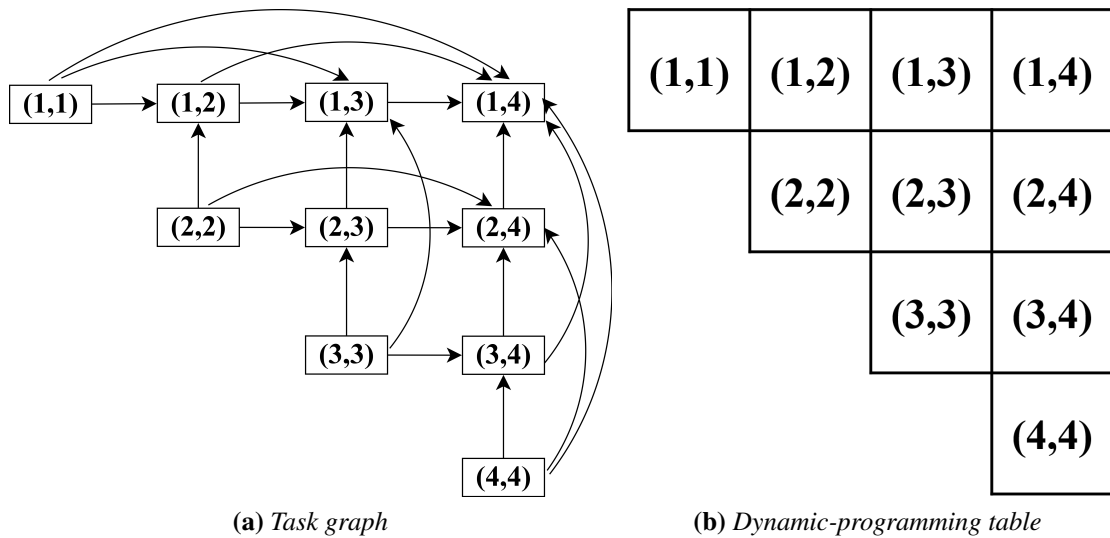 (1,1) (1,2) (1,3) (1,4)
(2,2) (2,3) (2,4)
(3,3) (3,4)
(4,4)
(a) Task graph
(1,1) (1,2) (1,3) (1,4)
(2,2) (2,3) (2,4)
(3,3) (3,4)
(4,4)
(b) Dynamic-programming table